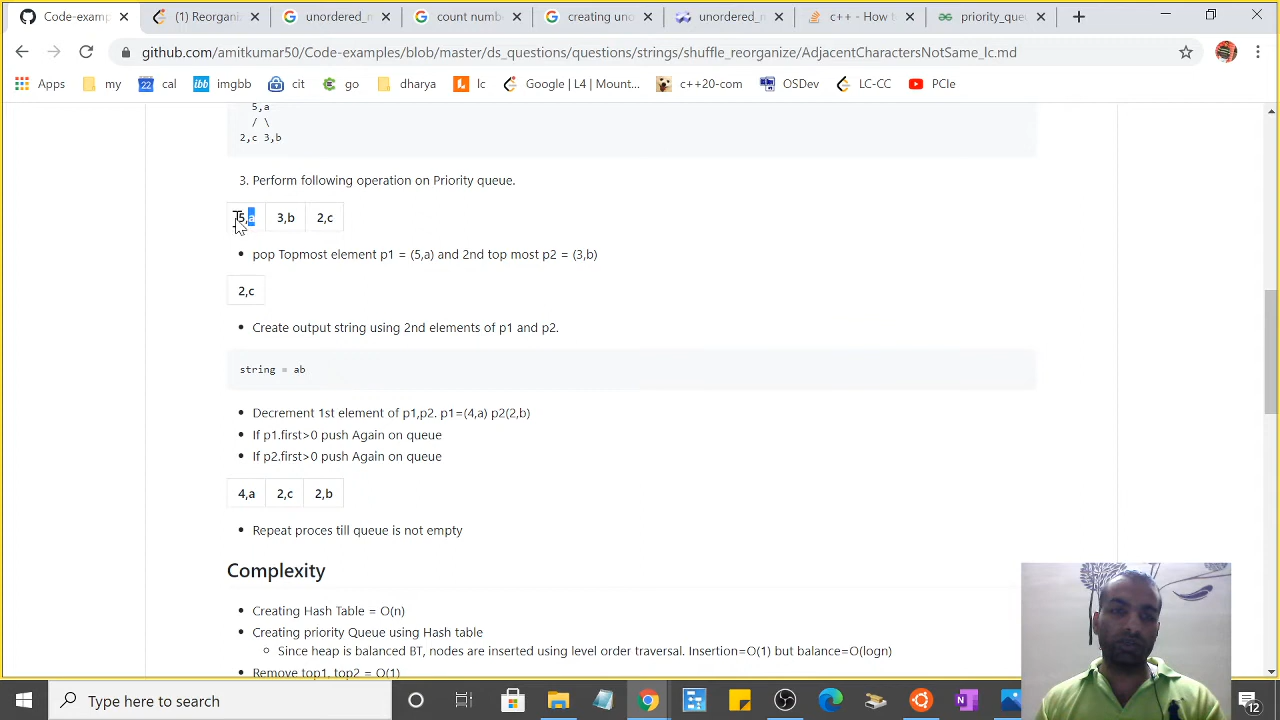 Code-examp
(1) Reorgani
unordered_m
count numb
creating uno
unordered_m
c++ - How t
priority_que
github.com/amitkumar50/Code-examples/blob/master/ds_questions/questions/strings/shuffle_reorganize/AdjacentCharactersNotSame_lc.md
Apps my 22 cal ibb imgbb cit go dharya lc Google | L4 | Mount... c++20-com OSDev LC-CC PCIe
5,a
/ \
2,c 3,b
3. Perform following operation on Priority queue.
5,a 3,b 2,c
• pop Topmost element p1 = (5,a) and 2nd top most p2 = (3,b)
2,c
• Create output string using 2nd elements of p1 and p2.
string = ab
• Decrement 1st element of p1,p2. p1=(4,a) p2(2,b)
• If p1.first>0 push Again on queue
• If p2.first>0 push Again on queue
4,a 2,c 2,b
• Repeat proces till queue is not empty
Complexity
• Creating Hash Table = O(n)
• Creating priority Queue using Hash table
Since heap is balanced BT, nodes are inserted using level order traversal. Insertion=O(1) but balance=O(logn)
Remove top1, top2 = O(1)
Type here to search
12